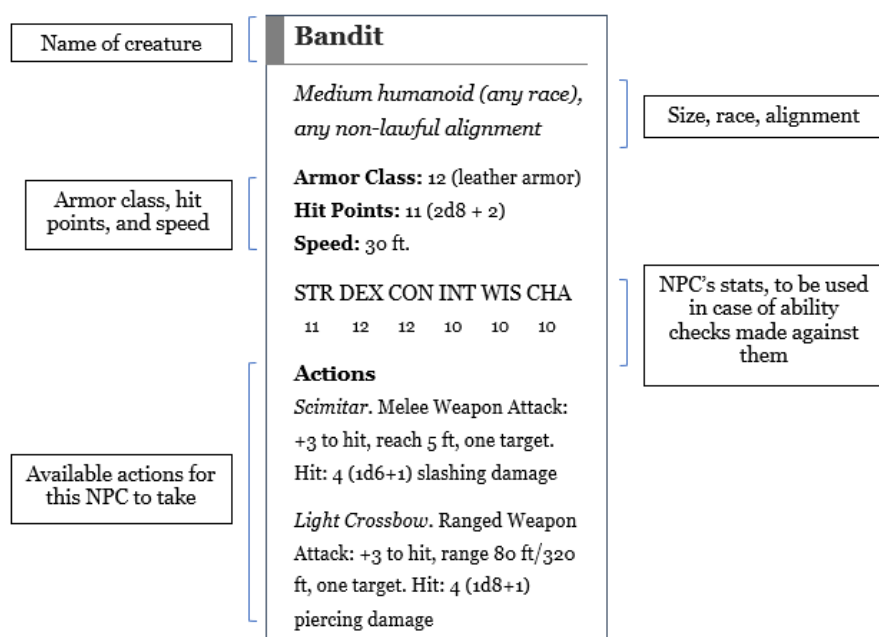 Name of creature
Bandit
Medium humanoid (any race),
any non-lawful alignment
Size, race, alignment
Armor class, hit
points, and speed
Armor Class: 12 (leather armor)
Hit Points: 11 (2d8 + 2)
Speed: 30 ft.
STR DEX CON INT WIS CHA
11 12 12 10 10 10
NPC’s stats, to be used
in case of ability
checks made against
them
Available actions for
this NPC to take
Actions
Scimitar. Melee Weapon Attack:
+3 to hit, reach 5 ft, one target.
Hit: 4 (1d6+1) slashing damage
Light Crossbow. Ranged Weapon
Attack: +3 to hit, range 80 ft/320
ft, one target. Hit: 4 (1d8+1)
piercing damage